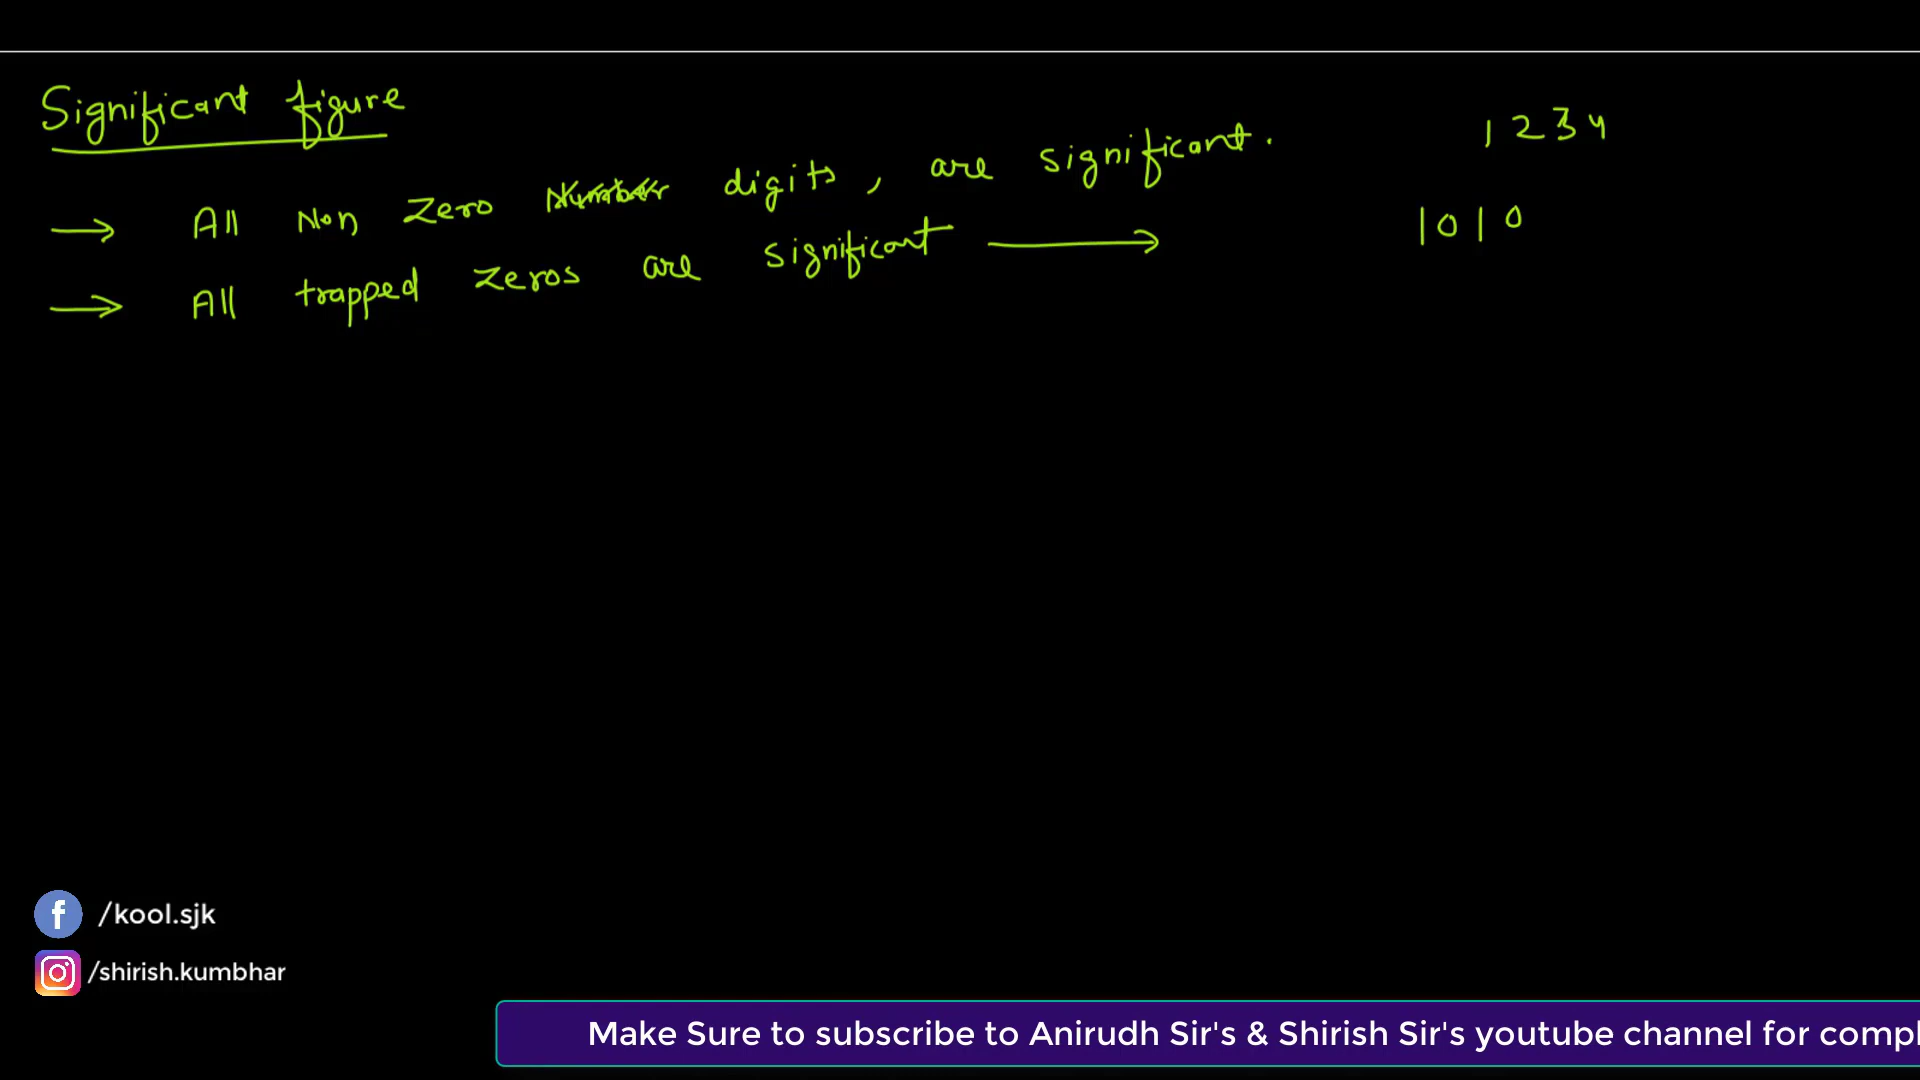 Significant figure
→ All Non Zero Number digits, are significant. 1234
→ All trapped zeros are significant → 1010
/kool.sjk
/shirish.kumbhar
Make Sure to subscribe to Anirudh Sir's & Shirish Sir's youtube channel for compl